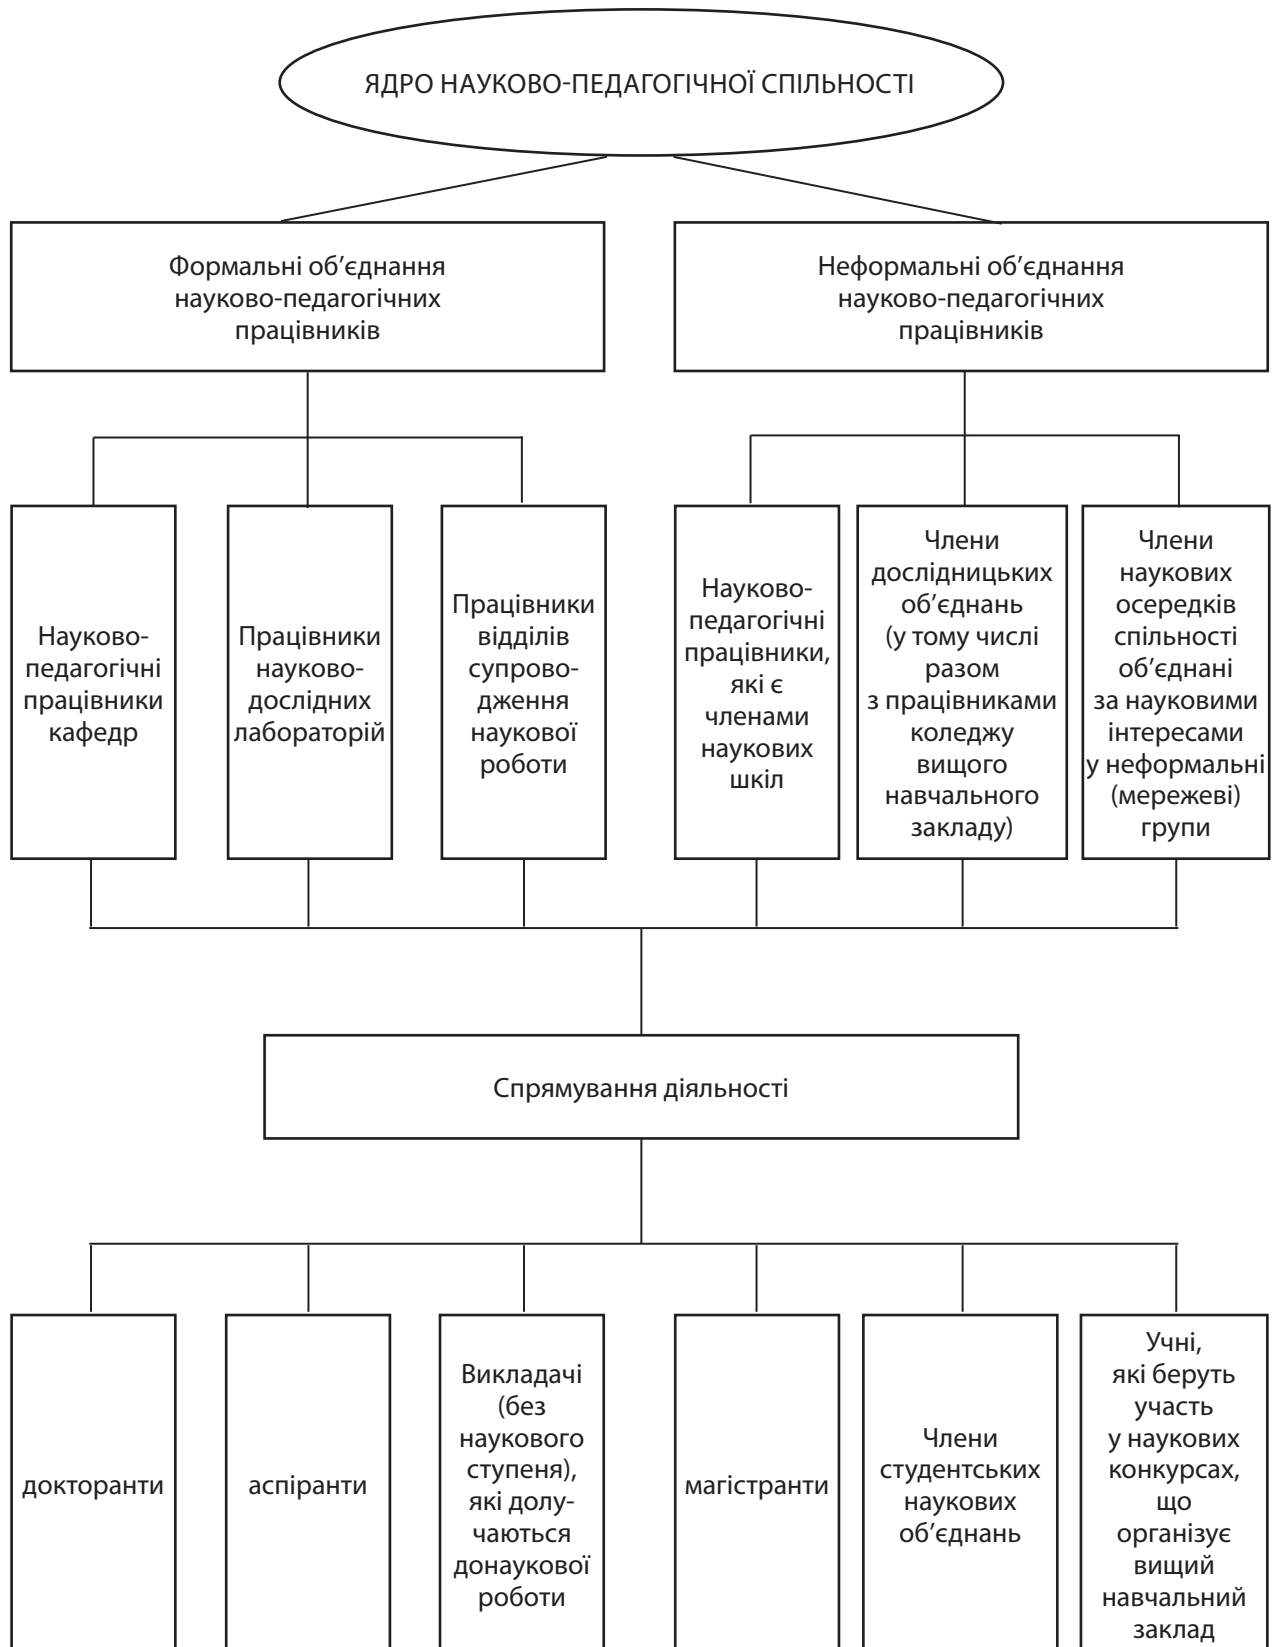 ЯДРО НАУКОВО-ПЕДАГОГІЧНОЇ СПІЛЬНОСТІ
Формальні об’єднання
науково-педагогічних
працівників
Неформальні об’єднання
науково-педагогічних
працівників
Науково-
педагогічні
працівники
кафедр
Працівники
науково-
дослідних
лабораторій
Працівники
відділів
супрово-
дження
наукової
роботи
Науково-
педагогічні
працівники,
які є
членами
наукових
шкіл
Члени
дослідницьких
об’єднань
(у тому числі
разом
з працівниками
коледжу
вищого
навчального
закладу)
Члени
наукових
осередків
спільності
об’єднані
за науковими
інтересами
у неформальні
(мережеві)
групи
Спрямування діяльності
докторанти
аспіранти
Викладачі
(без
наукового
ступеня),
які долу-
чаються
донаукової
роботи
магістранти
Члени
студентських
наукових
об’єднань
Учні,
які беруть
участь
у наукових
конкурсах,
що
організує
вищий
навчальний
заклад